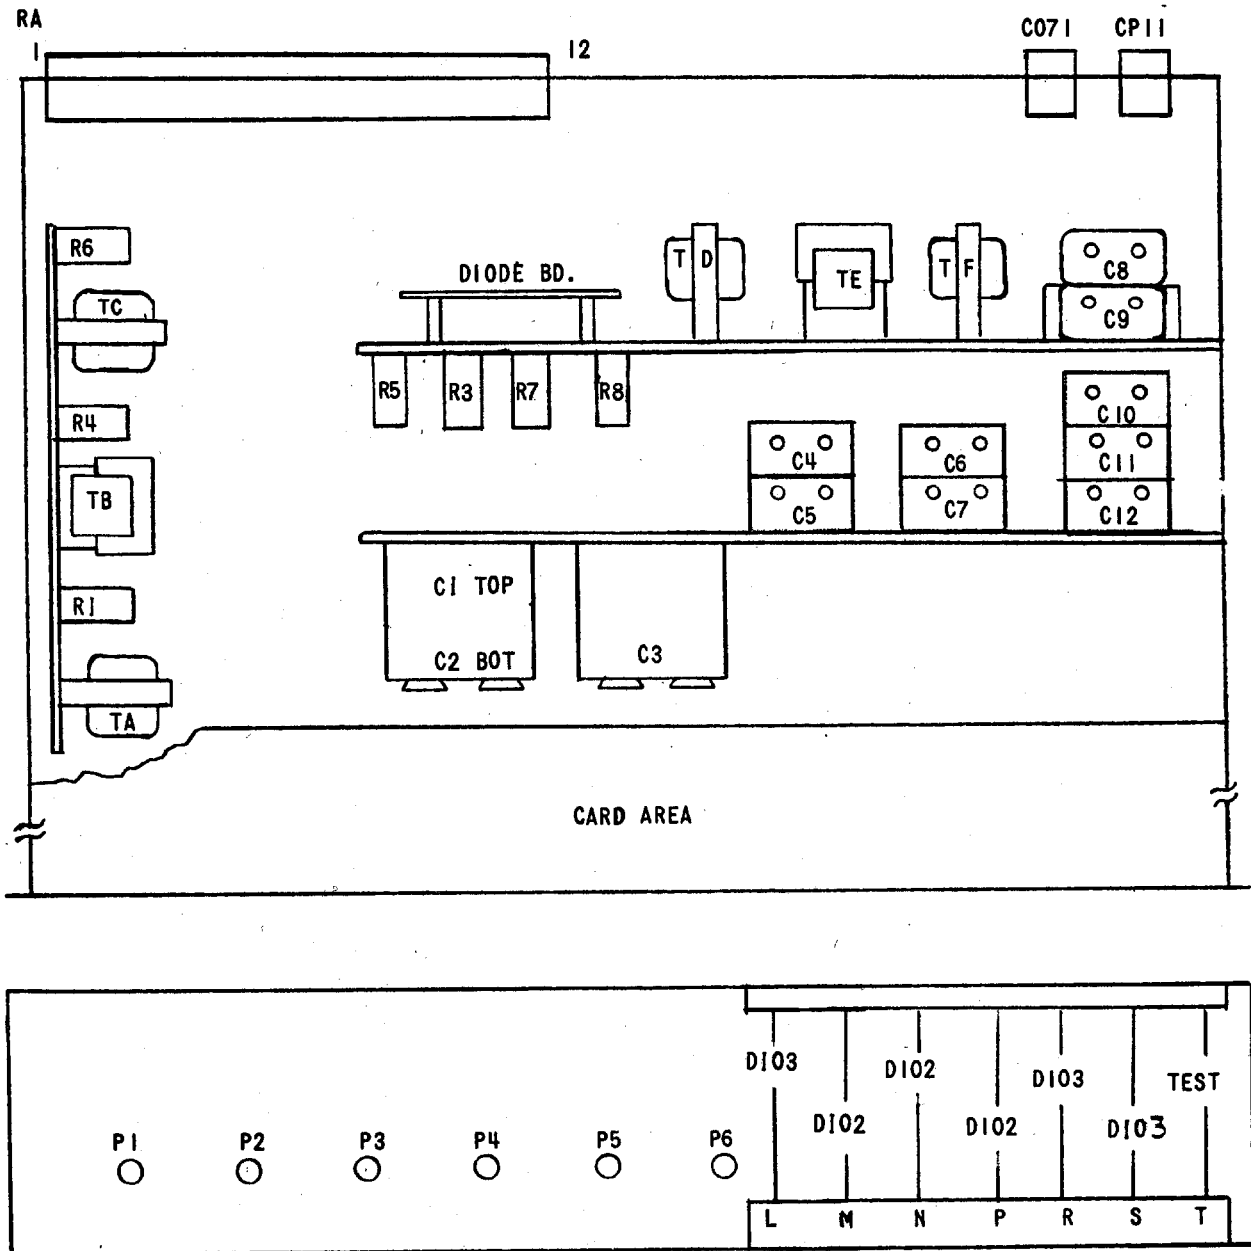 RA
1 12 CO71 CP11
R6
TC
DIODE BD.
T D
TE
T F
C8
C9
R5 R3 R7 R8
R4
C10
C4 C6 C11
TB
C5 C7 C12
C1 TOP
R1
C2 BOT C3
TA
CARD AREA
D103 D102 D103 TEST
D102 D102 D103
P1 P2 P3 P4 P5 P6
L M N P R S T